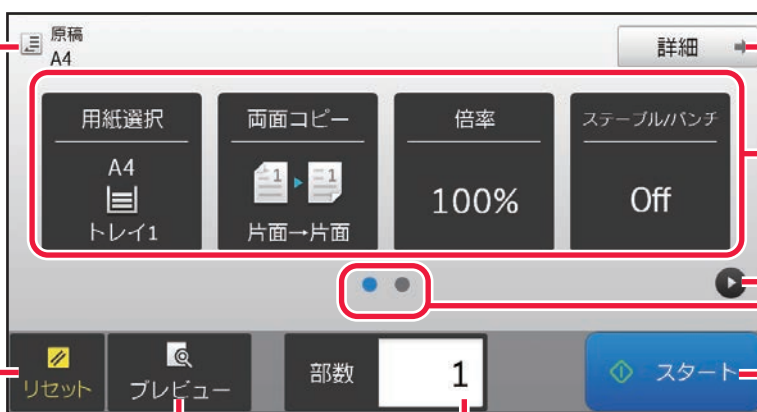 原稿
A4
詳細
用紙選択
A4
トレイ1
両面コピー
1
1
片面→片面
倍率
100%
ステープル/パンチ
Off
リセット
プレビュー
部数
1
スタート